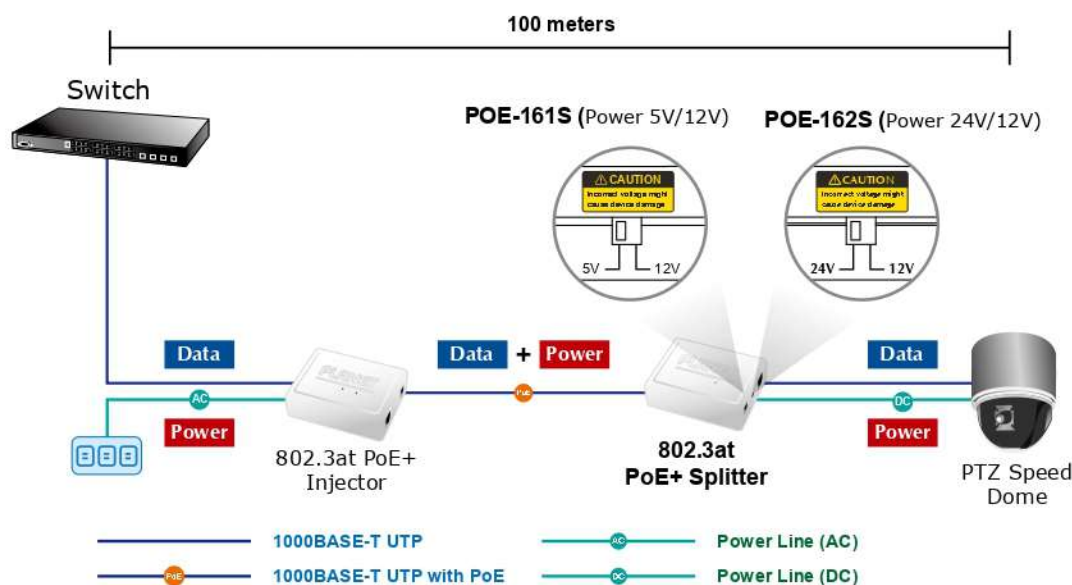 100 meters
Switch
POE-161S (Power 5V/12V)
POE-162S (Power 24V/12V)
CAUTION
Incorrect voltage might
cause device damage
CAUTION
Incorrect voltage might
cause device damage
5V
12V
24V
12V
Data
Data + Power
Data
AC
PoE
DC
Power
Power
PLANET
802.3at PoE+
Injector
802.3at
PoE+ Splitter
PTZ Speed
Dome
1000BASE-T UTP
AC
Power Line (AC)
PoE
1000BASE-T UTP with PoE
DC
Power Line (DC)